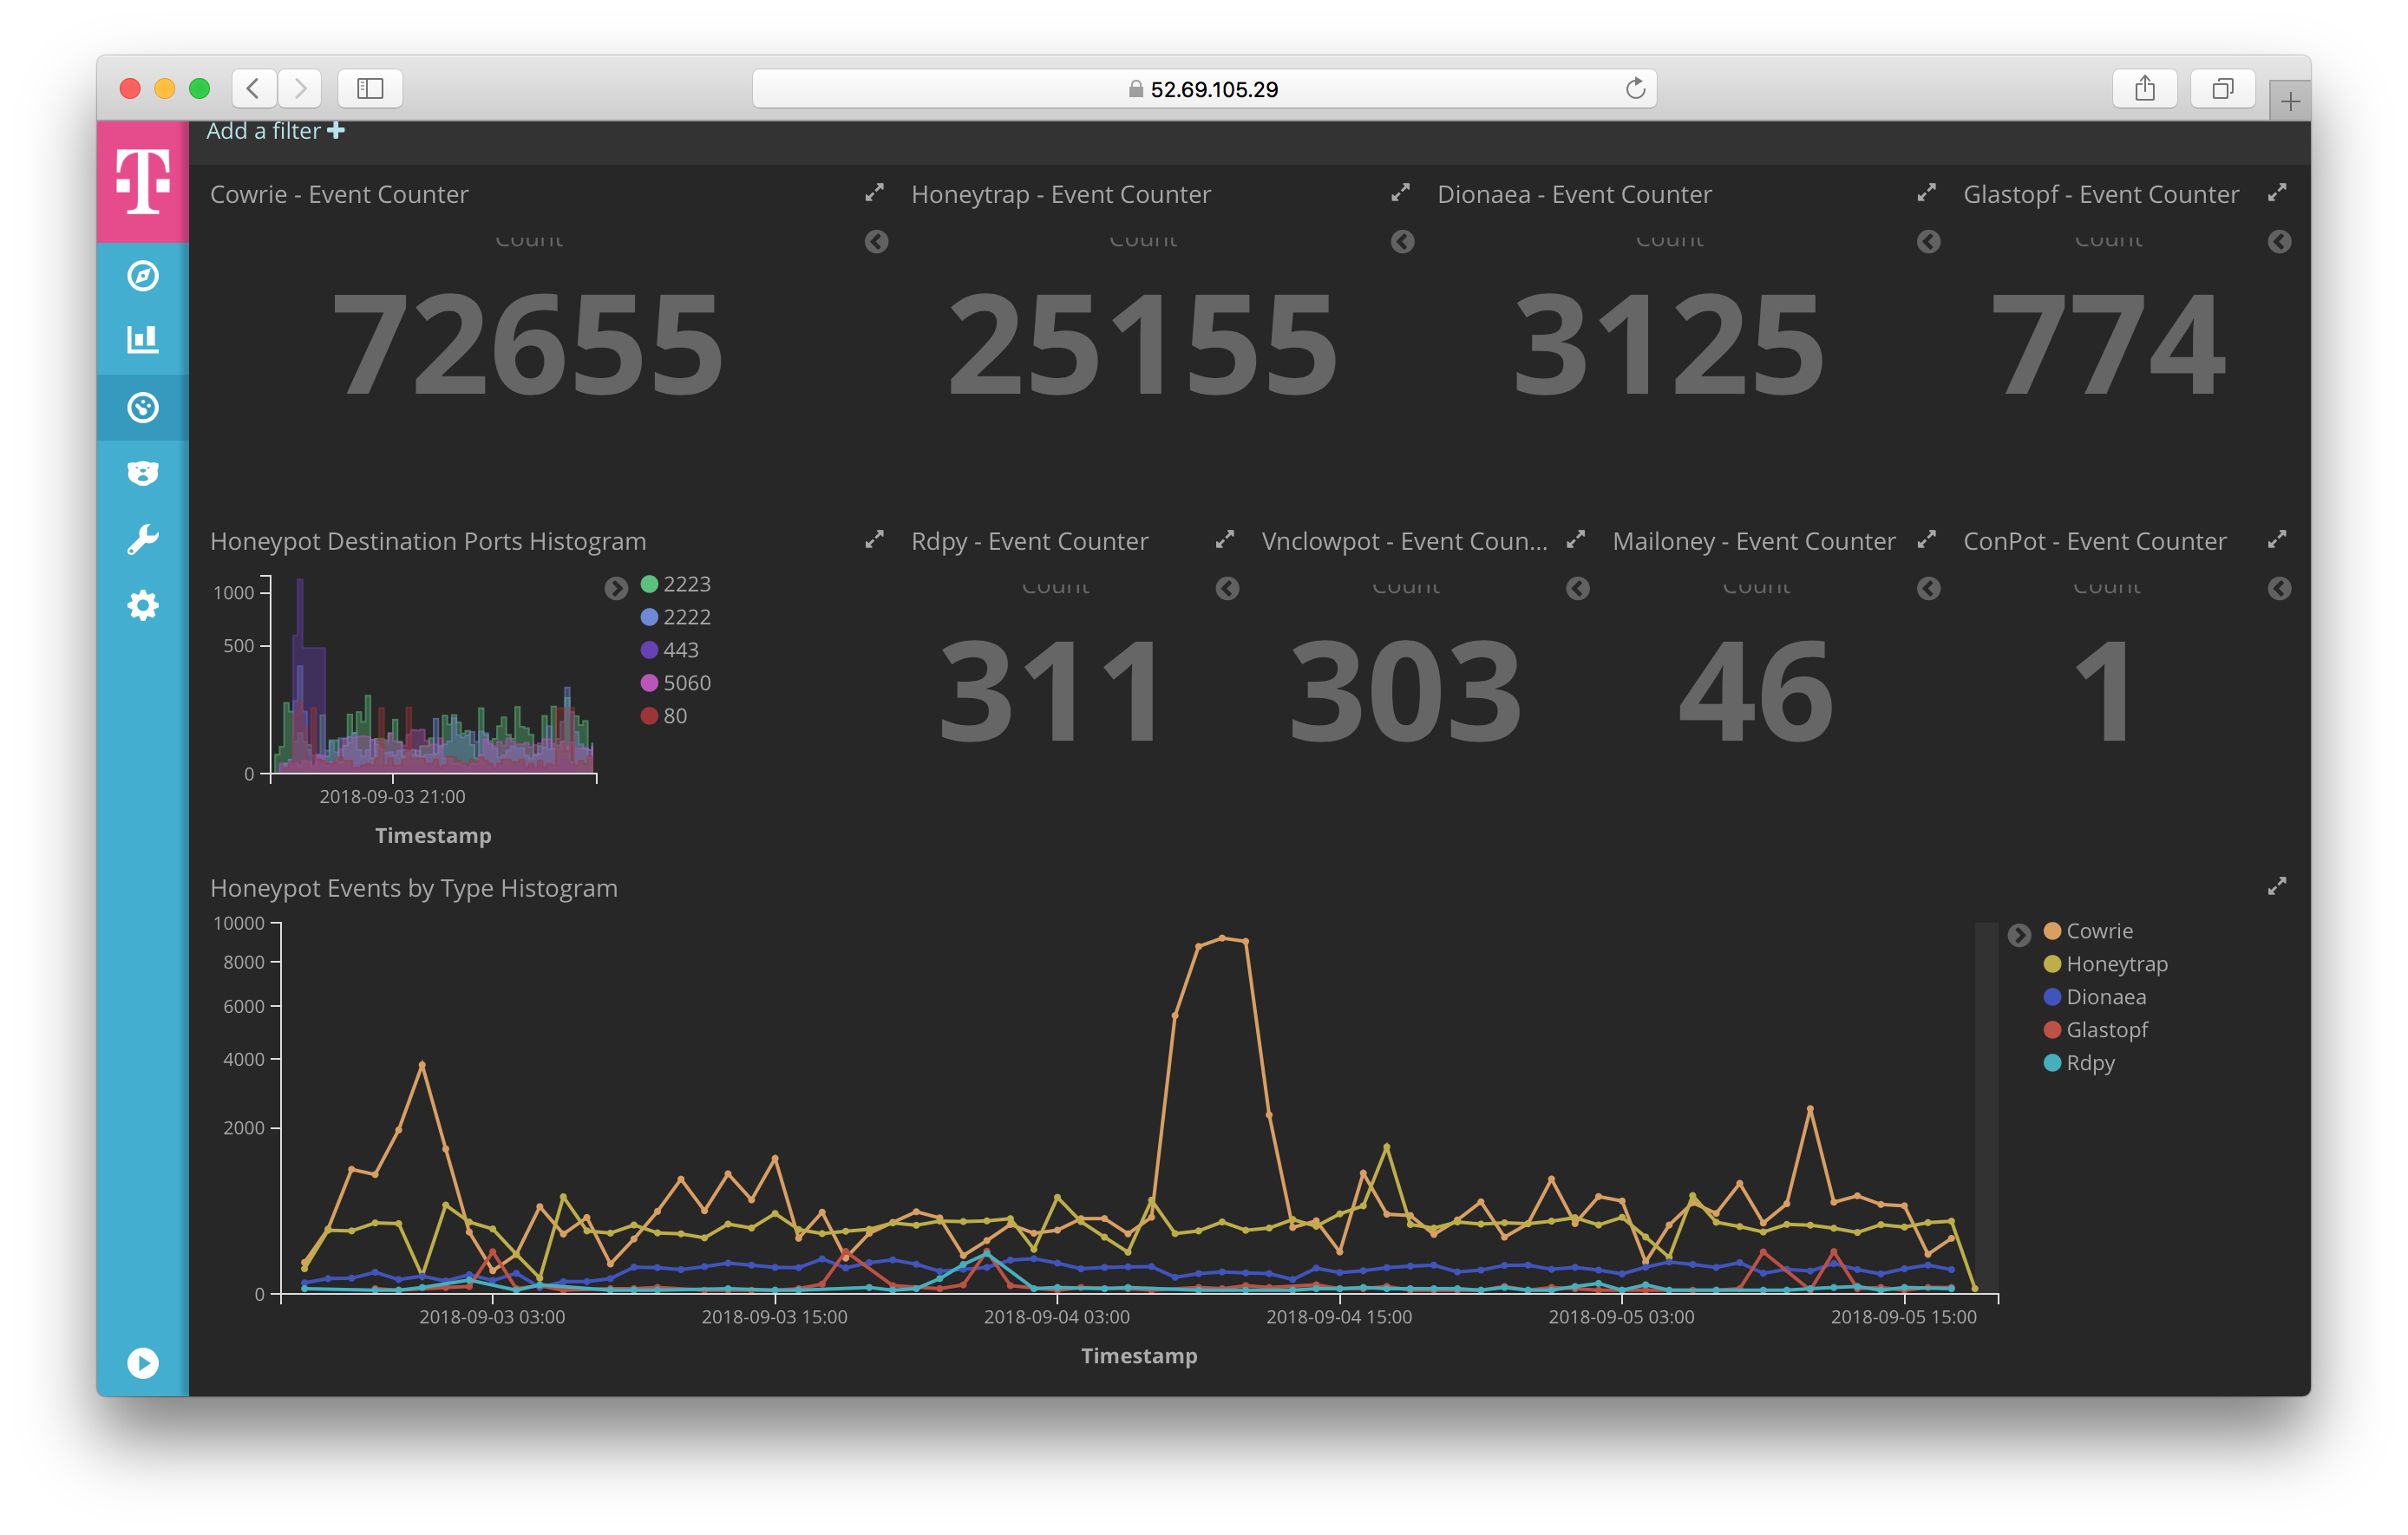 52.69.105.29
Add a filter +
Cowrie - Event Counter
Honeytrap - Event Counter
Dionaea - Event Counter
Glastopf - Event Counter
Count
Count
Count
Count
72655
25155
3125
774
Honeypot Destination Ports Histogram
Rdpy - Event Counter
Vnclowpot - Event Coun...
Mailoney - Event Counter
ConPot - Event Counter
1000
500
0
2018-09-03 21:00
Timestamp
2223
2222
443
5060
80
Count
Count
Count
Count
311
303
46
1
Honeypot Events by Type Histogram
10000
8000
6000
4000
2000
0
2018-09-03 03:00
2018-09-03 15:00
2018-09-04 03:00
2018-09-04 15:00
2018-09-05 03:00
2018-09-05 15:00
Timestamp
Cowrie
Honeytrap
Dionaea
Glastopf
Rdpy